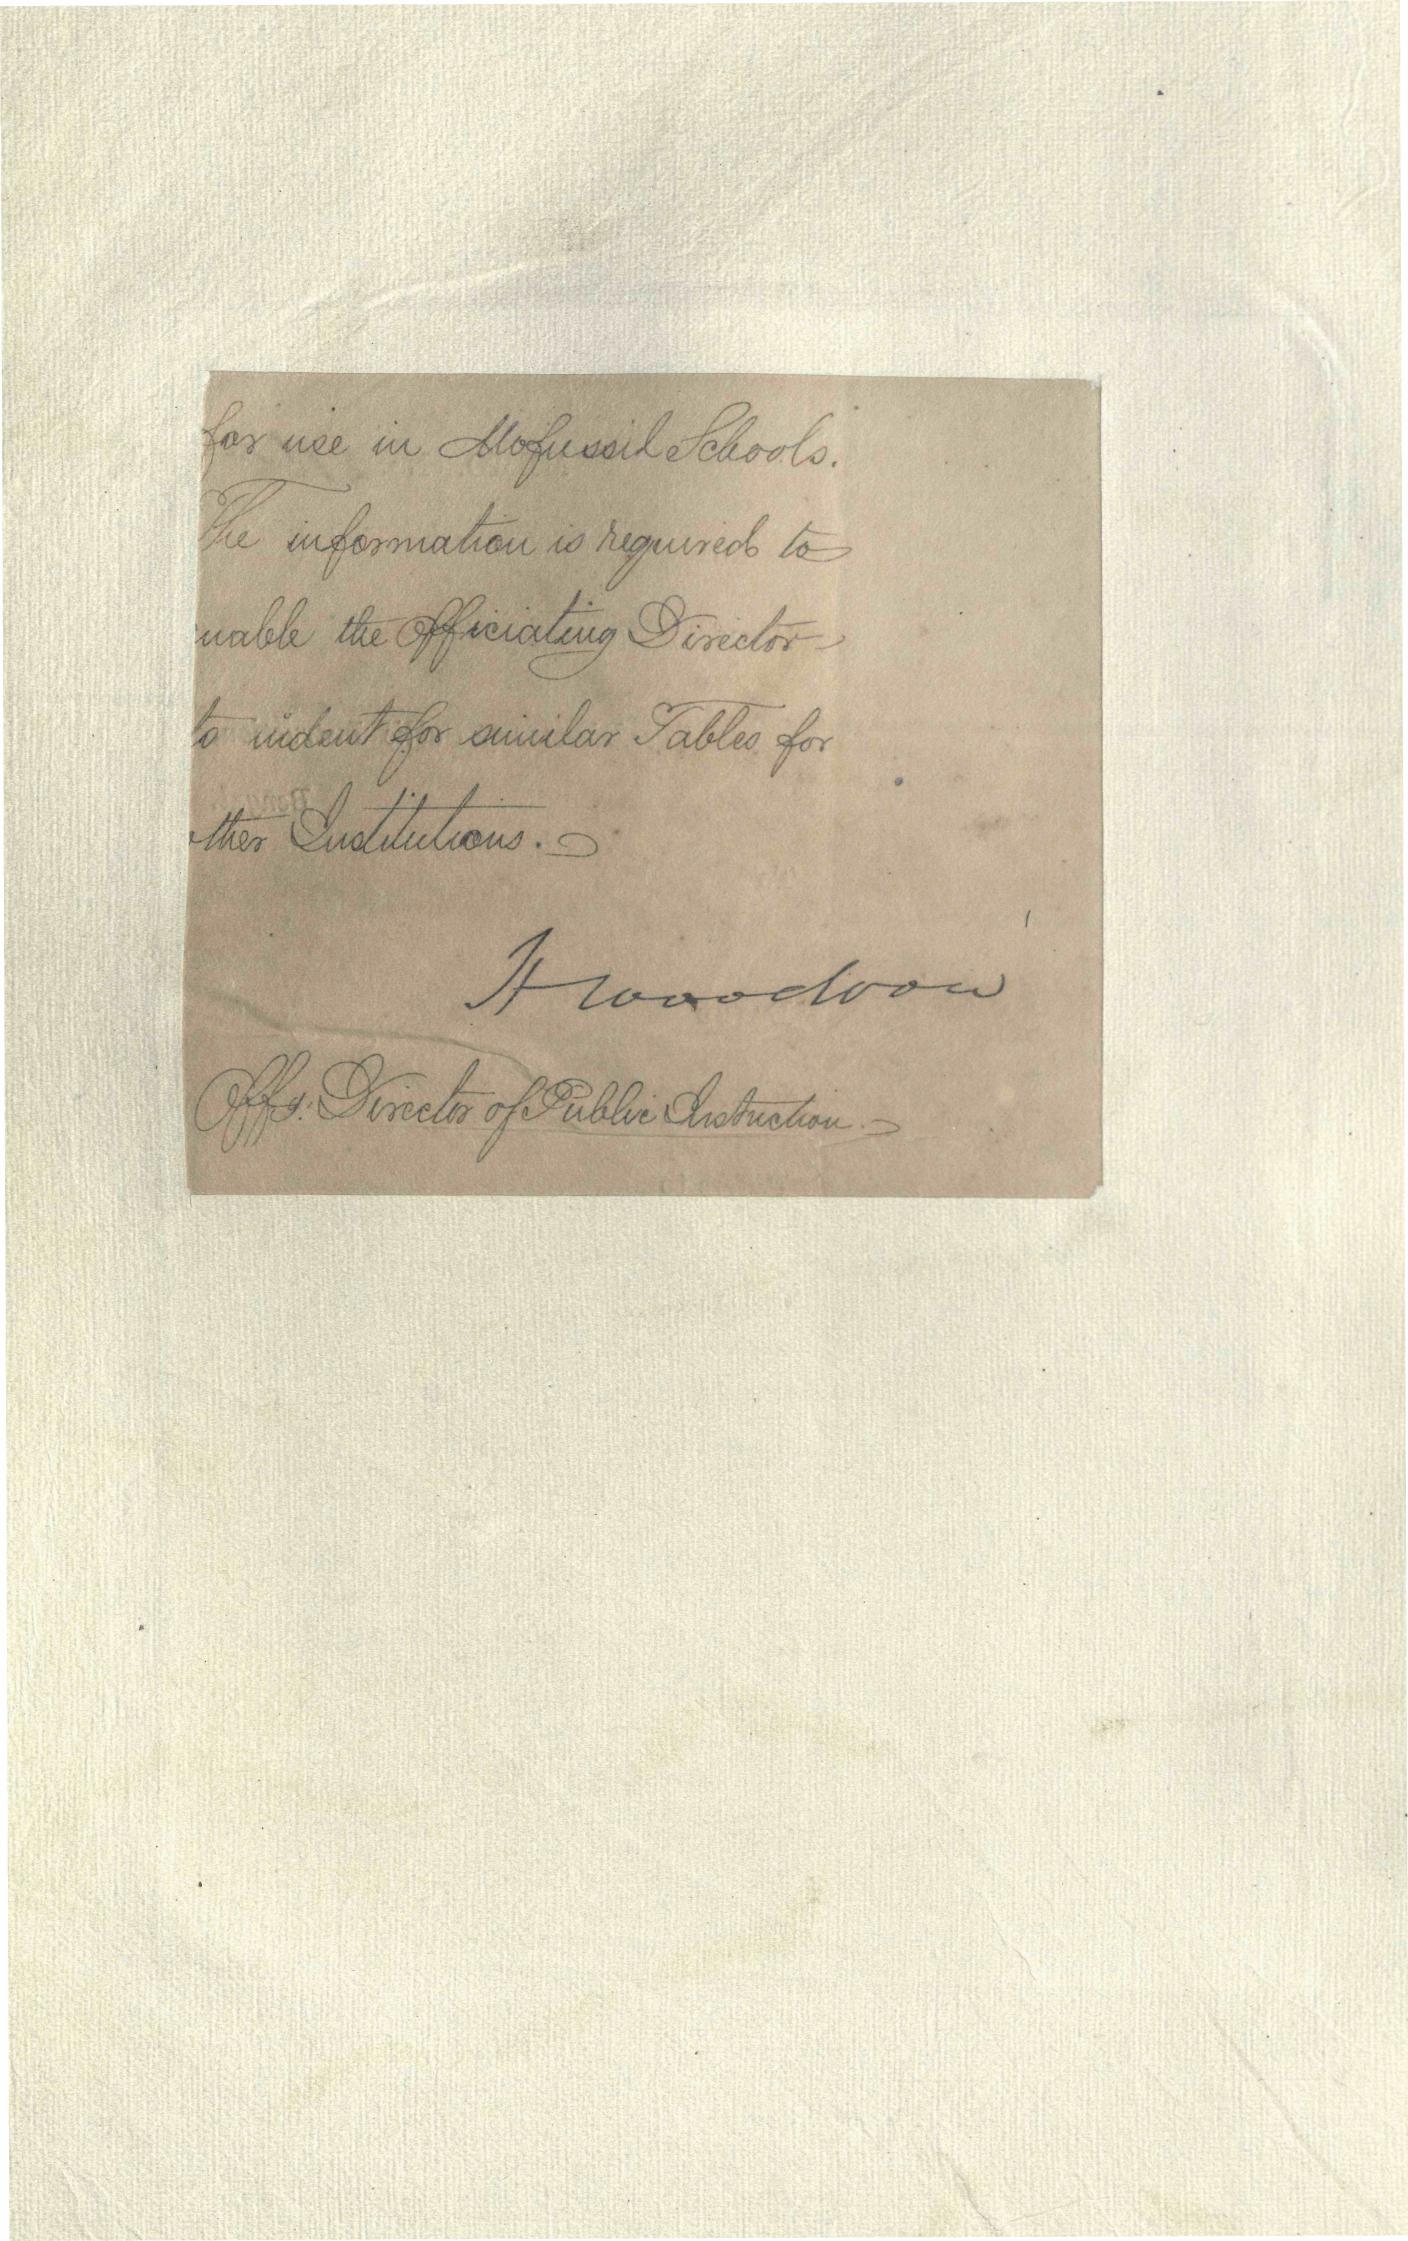 for use in Mofussil Schools.
The information is required to
nable the Officiating Director
to indent for similar Tables for
other Institutions.
H Woodrow
Offg. Director of Public Instruction.